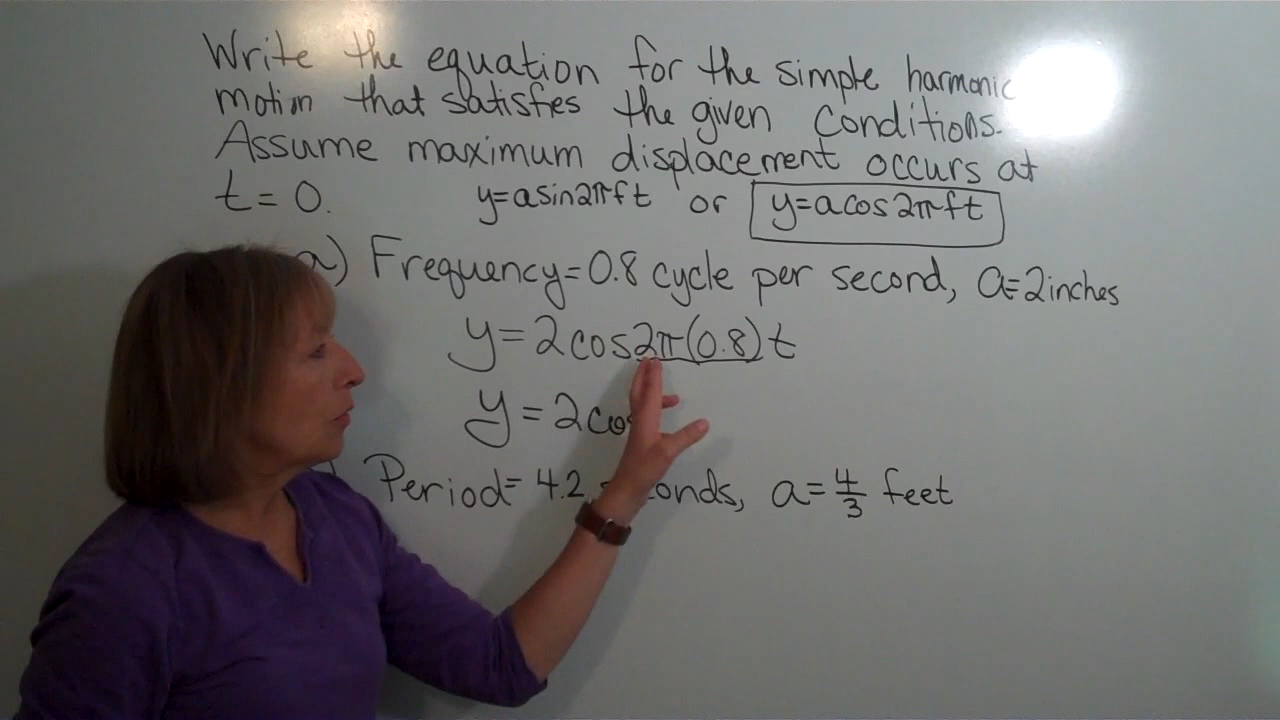 Write the equation for the simple harmonic
motion that satisfies the given conditions.
Assume maximum displacement occurs at
t = 0. y=asin2πft or y=acos2πft
a) Frequency=0.8 cycle per second, a=2inches
y=2cos2π(0.8)t
y=2cos
) Period=4.2 a=4/3 feet